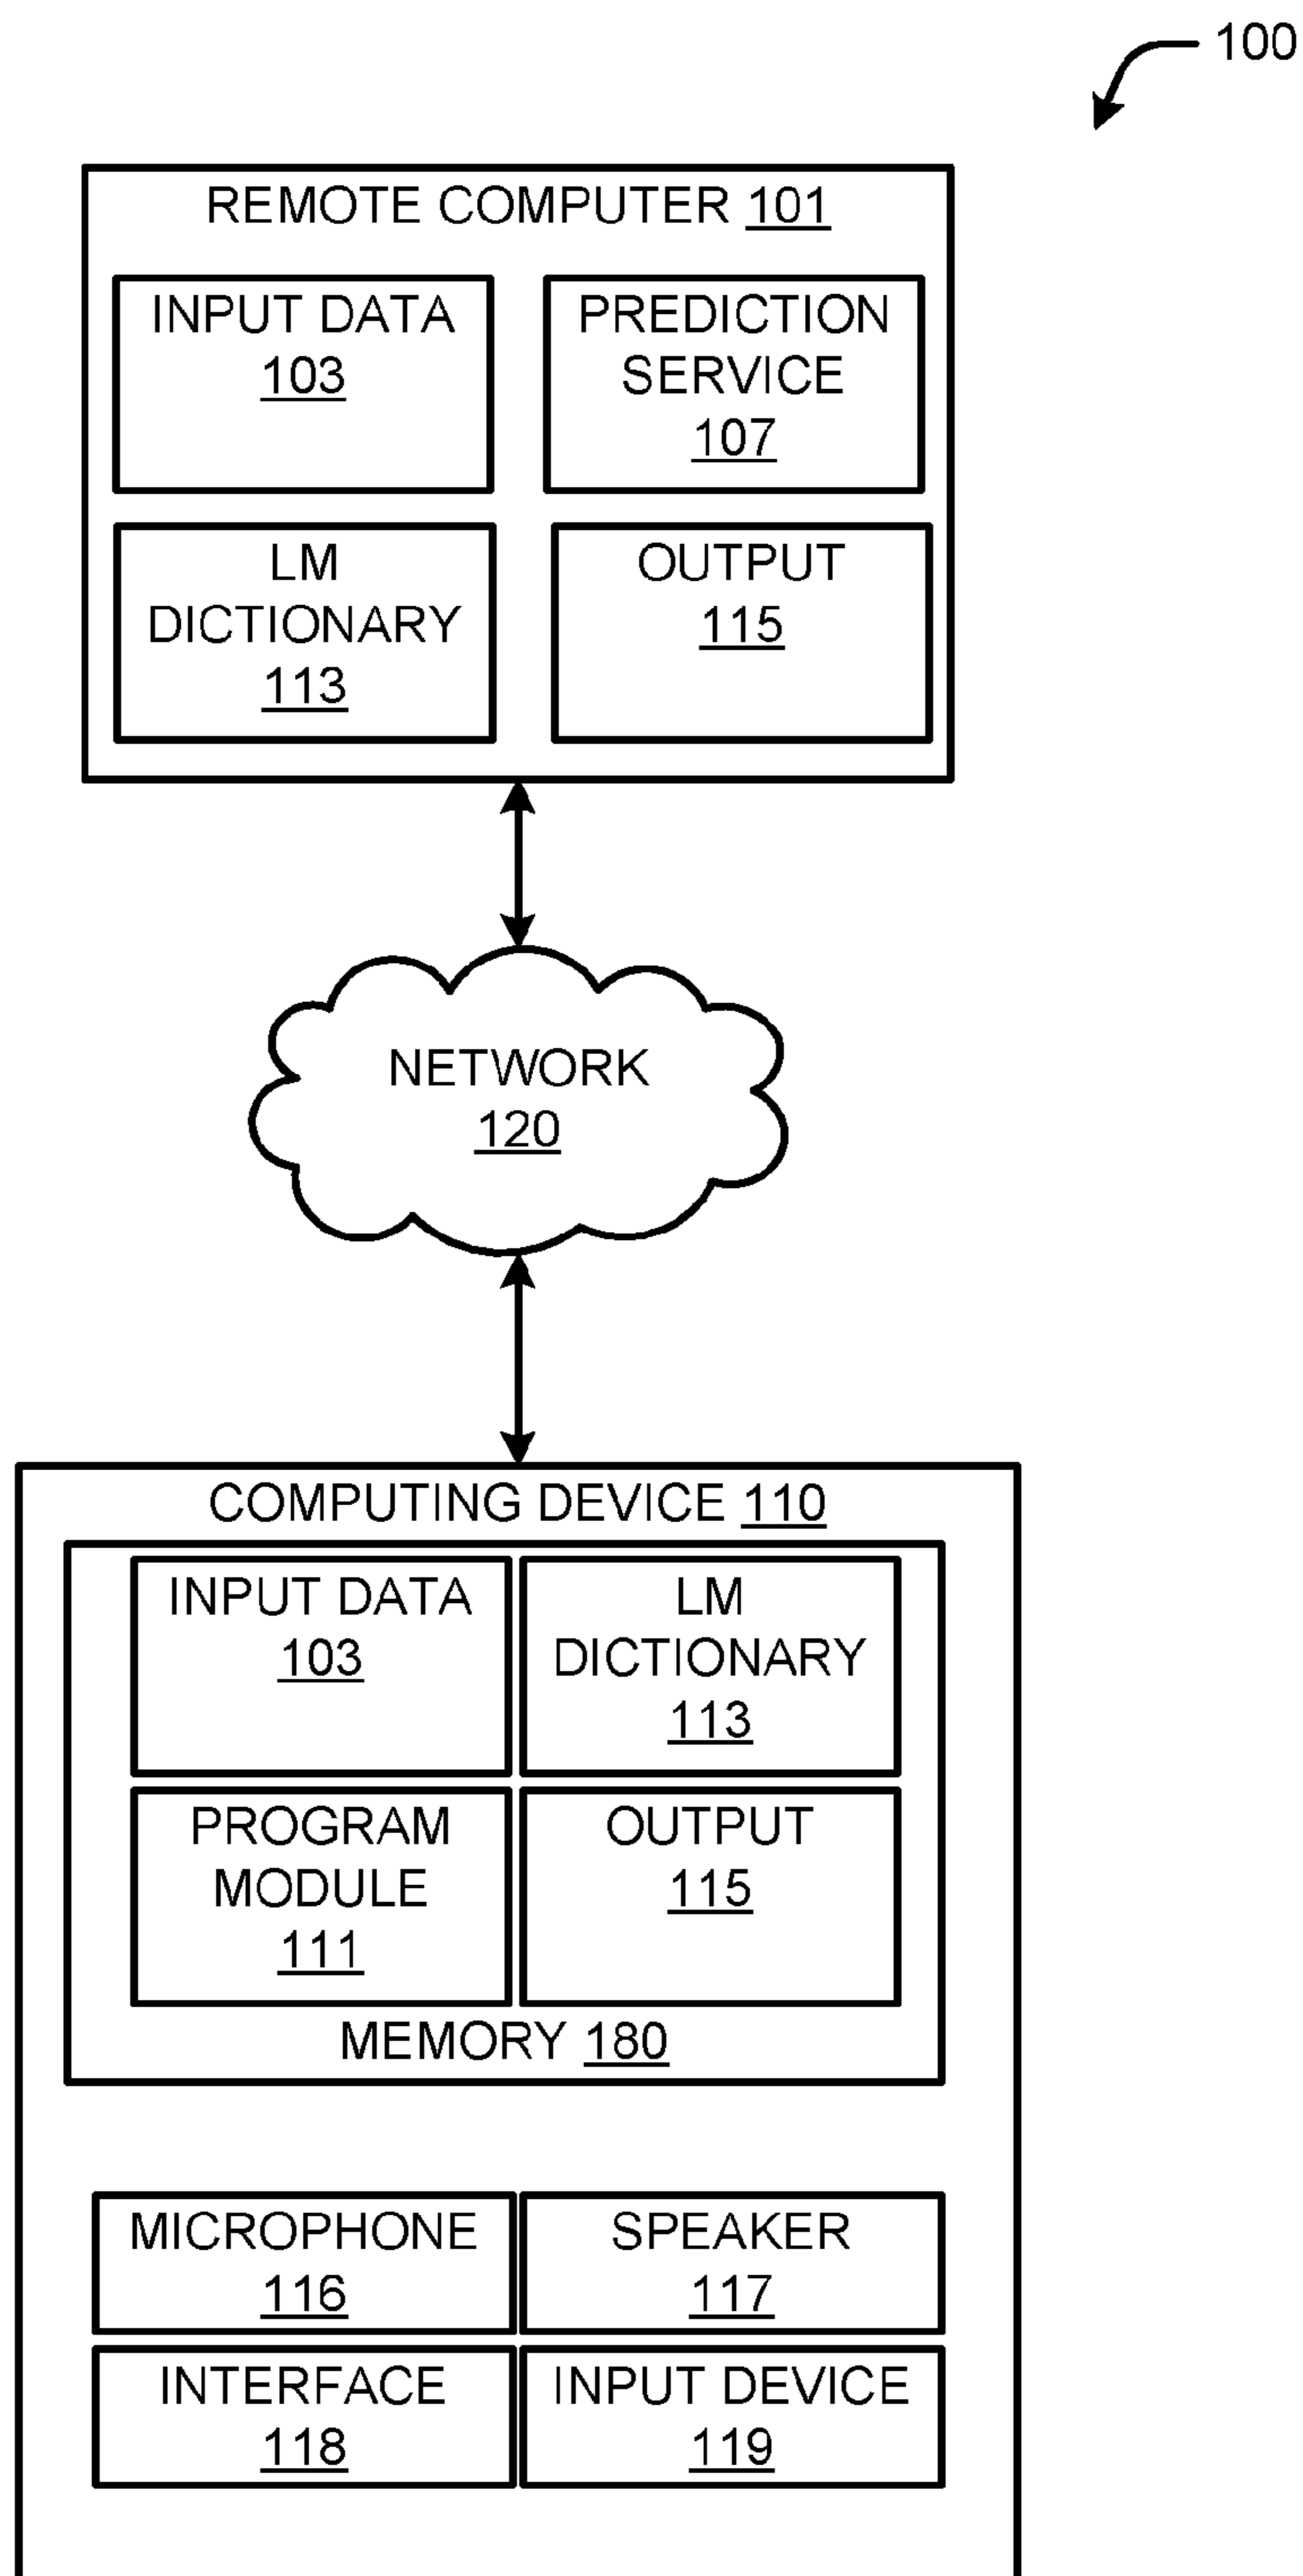 100
REMOTE COMPUTER 101
INPUT DATA
103
PREDICTION
SERVICE
107
LM
DICTIONARY
113
OUTPUT
115
NETWORK
120
COMPUTING DEVICE 110
INPUT DATA
103
LM
DICTIONARY
113
PROGRAM
MODULE
111
OUTPUT
115
MEMORY 180
MICROPHONE
116
SPEAKER
117
INTERFACE
118
INPUT DEVICE
119